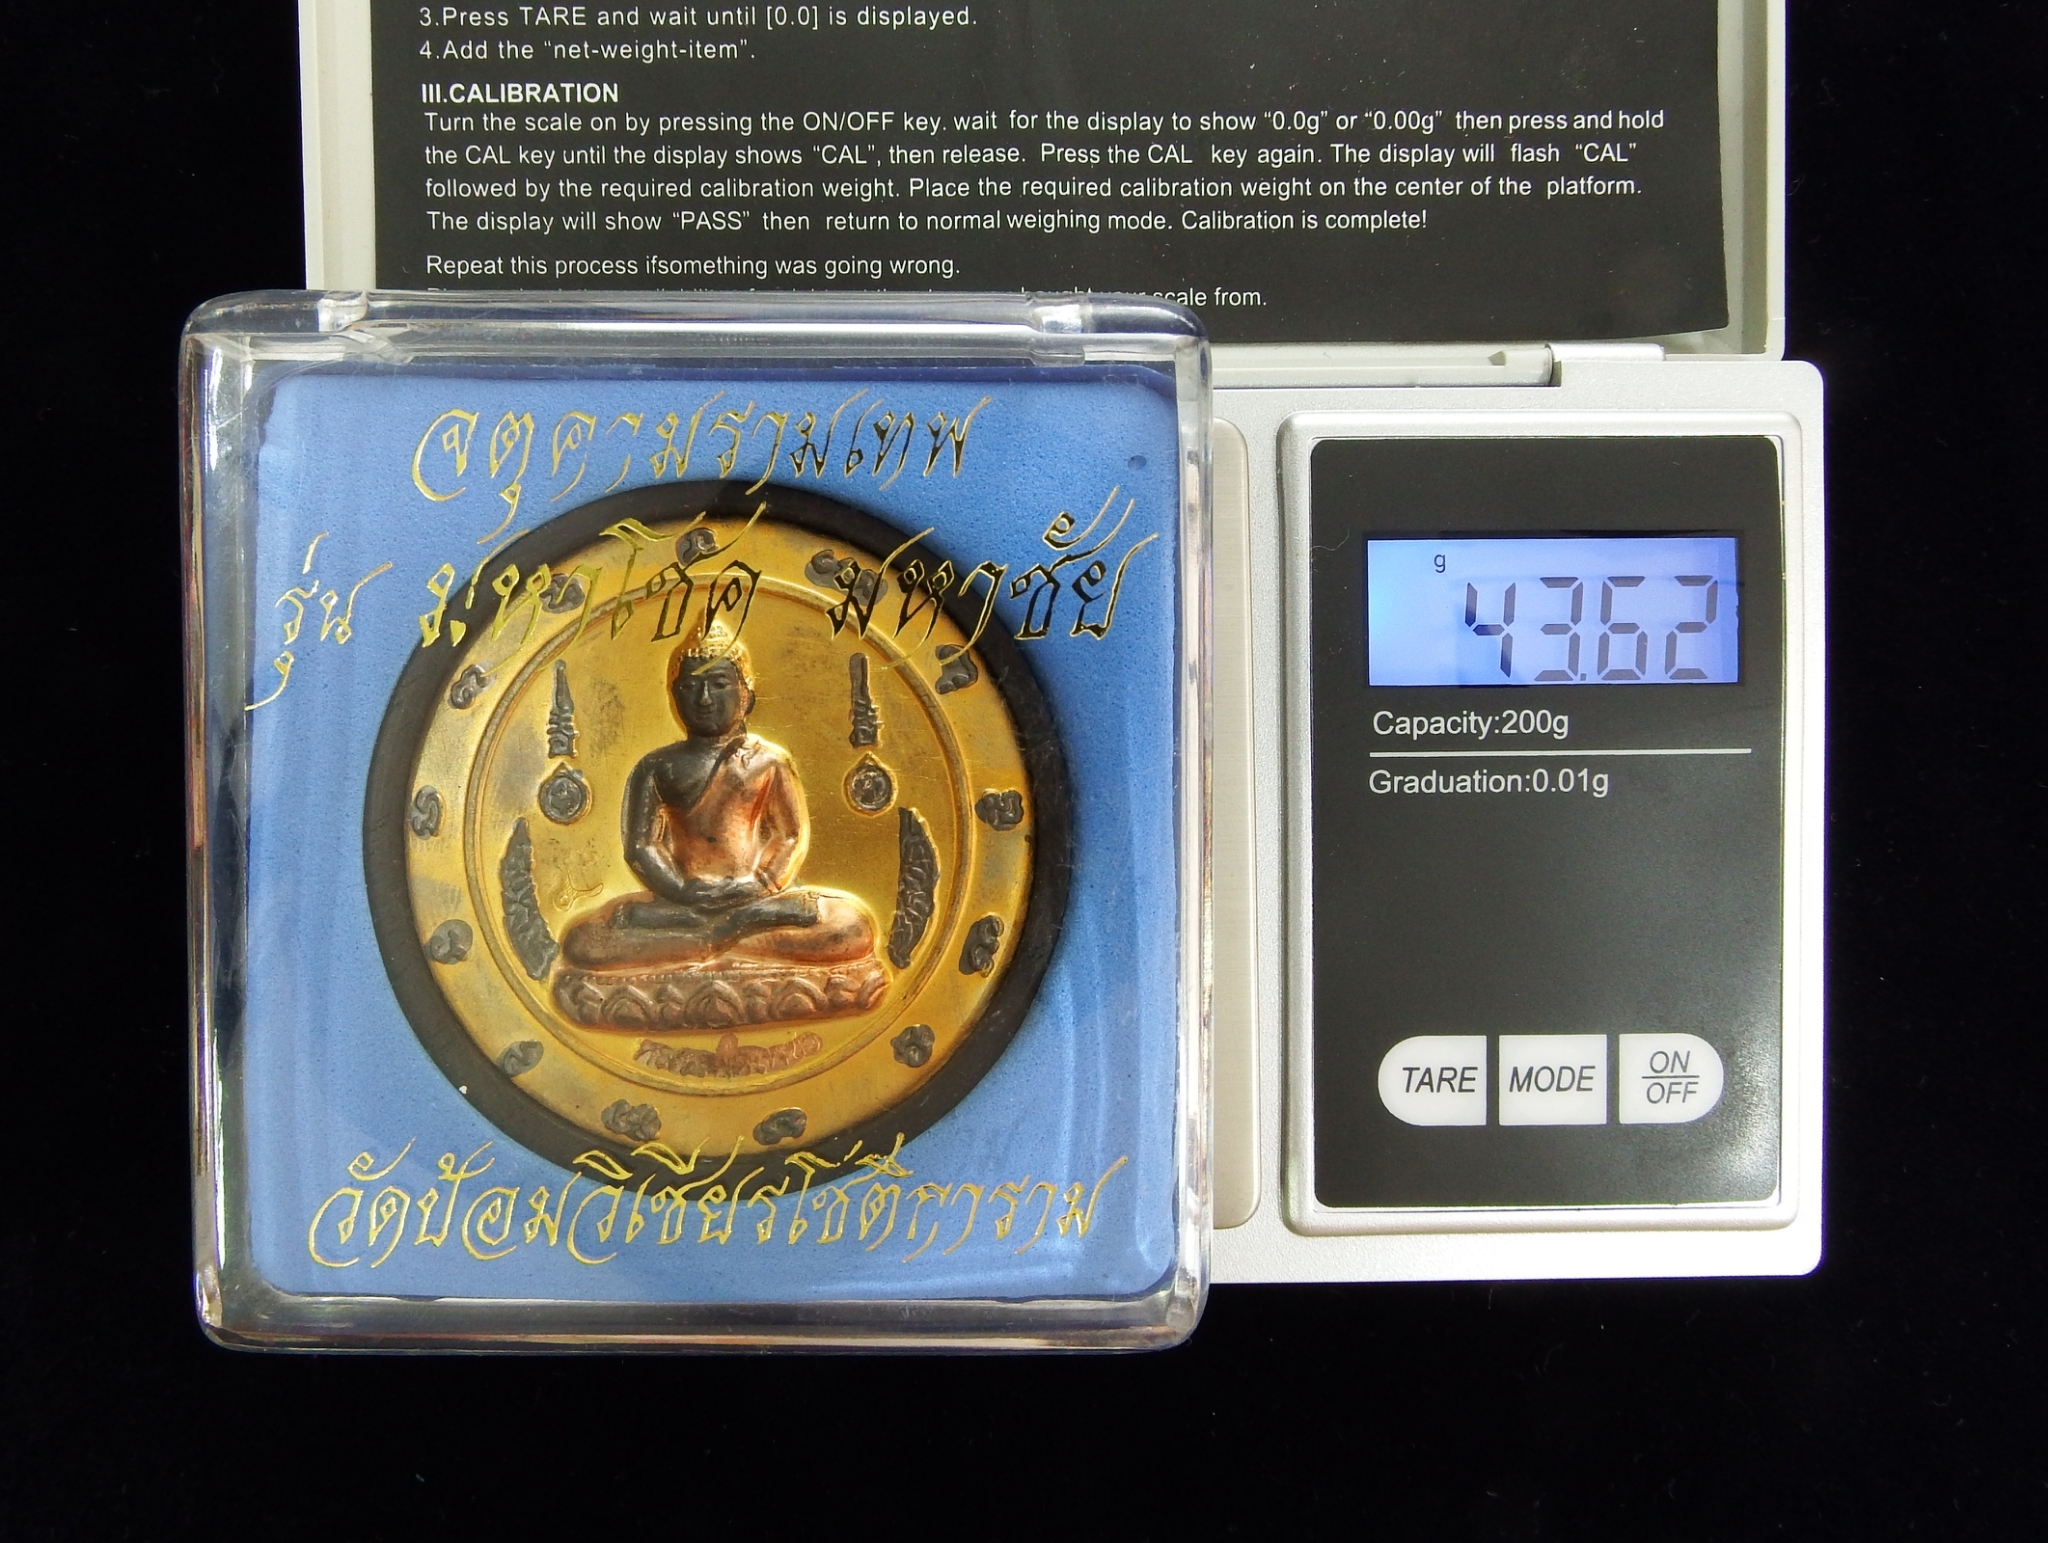 3.Press TARE and wait until [0.0] is displayed.
4.Add the “net-weight-item”.
III.CALIBRATION
Turn the scale on by pressing the ON/OFF key. wait for the display to show “0.0g” or “0.00g” then press and hold
the CAL key until the display shows “CAL”, then release. Press the CAL key again. The display will flash “CAL”
followed by the required calibration weight. Place the required calibration weight on the center of the platform.
The display will show “PASS” then return to normal weighing mode. Calibration is complete!
Repeat this process ifsomething was going wrong.
bought your scale from.
จตุคามรามเทพ
รุ่น มหาโชค มหาชัย
วัดป้อมวิเชียรโชติการาม
g 43.62
Capacity:200g
Graduation:0.01g
TARE MODE ON/OFF